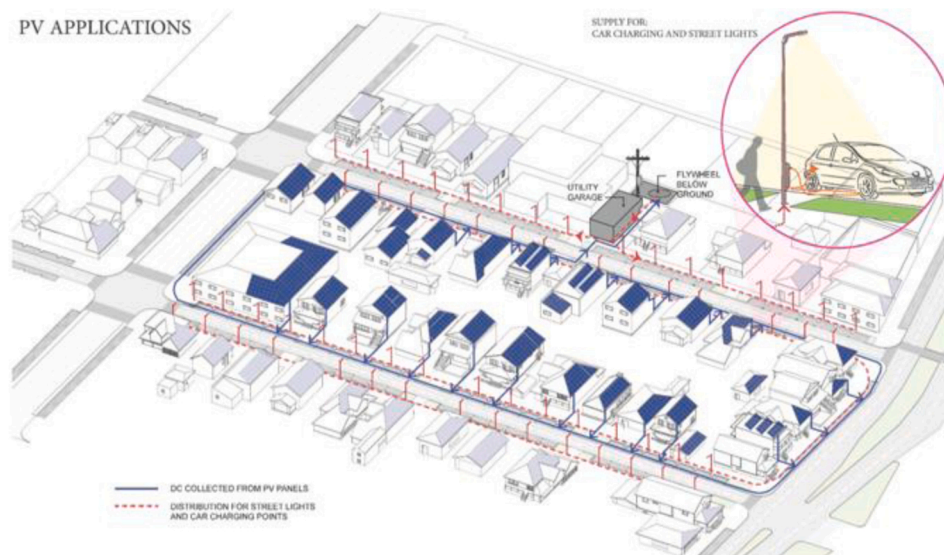 PV APPLICATIONS
SUPPLY FOR;
CAR CHARGING AND STREET LIGHTS
UTILITY
GARAGE
FLYWHEEL
BELOW
GROUND
DC COLLECTED FROM PV PANELS
DISTRIBUTION FOR STREET LIGHTS
AND CAR CHARGING POINTS